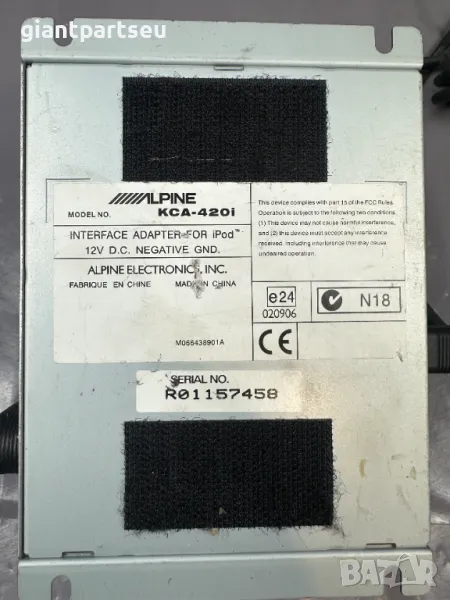 giantpartseu
ALPINE
MODEL NO. KCA-420i
INTERFACE ADAPTER FOR iPod™
12V D.C. NEGATIVE GND.
ALPINE ELECTRONICS, INC.
FABRIQUE EN CHINE MADE IN CHINA
M066436901A
This device complies with part 15 of the FCC Rules.
Operation is subject to the following two conditions.
(1) This device may not cause harmful interference,
and (2) this device must accept any interference
received, including interference that may cause
undesired operation.
e24
020906
N18
CE
SERIAL NO.
R01157458
bazar.bg